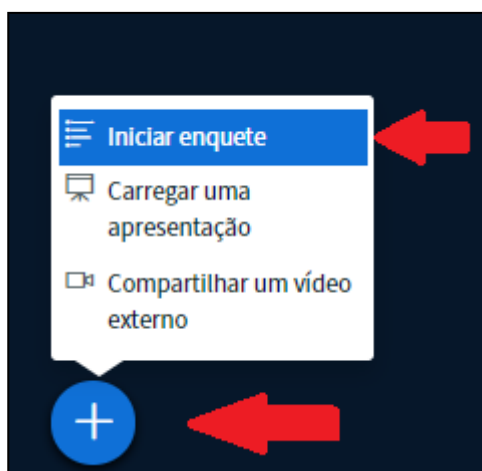 Iniciar enquete
Carregar uma
apresentação
Compartilhar um vídeo
externo